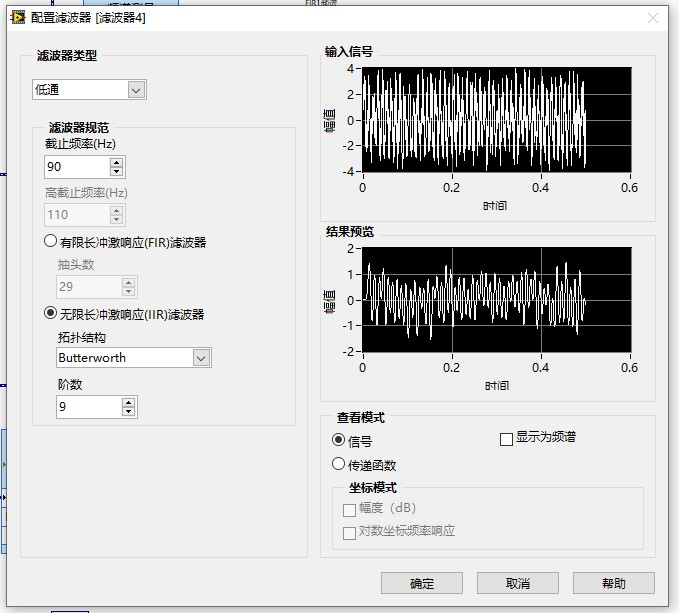 配置滤波器 [滤波器4]
滤波器类型
低通
滤波器规范
截止频率(Hz)
90
高截止频率(Hz)
110
有限长冲激响应(FIR)滤波器
抽头数
29
无限长冲激响应(IIR)滤波器
拓扑结构
Butterworth
阶数
9
输入信号
幅值
4
2
0
-2
-4
0
0.2
0.4
0.6
时间
结果预览
幅值
2
1
0
-1
-2
0
0.2
0.4
0.6
时间
查看模式
信号
显示为频谱
传递函数
坐标模式
幅度（dB）
对数坐标频率响应
确定
取消
帮助